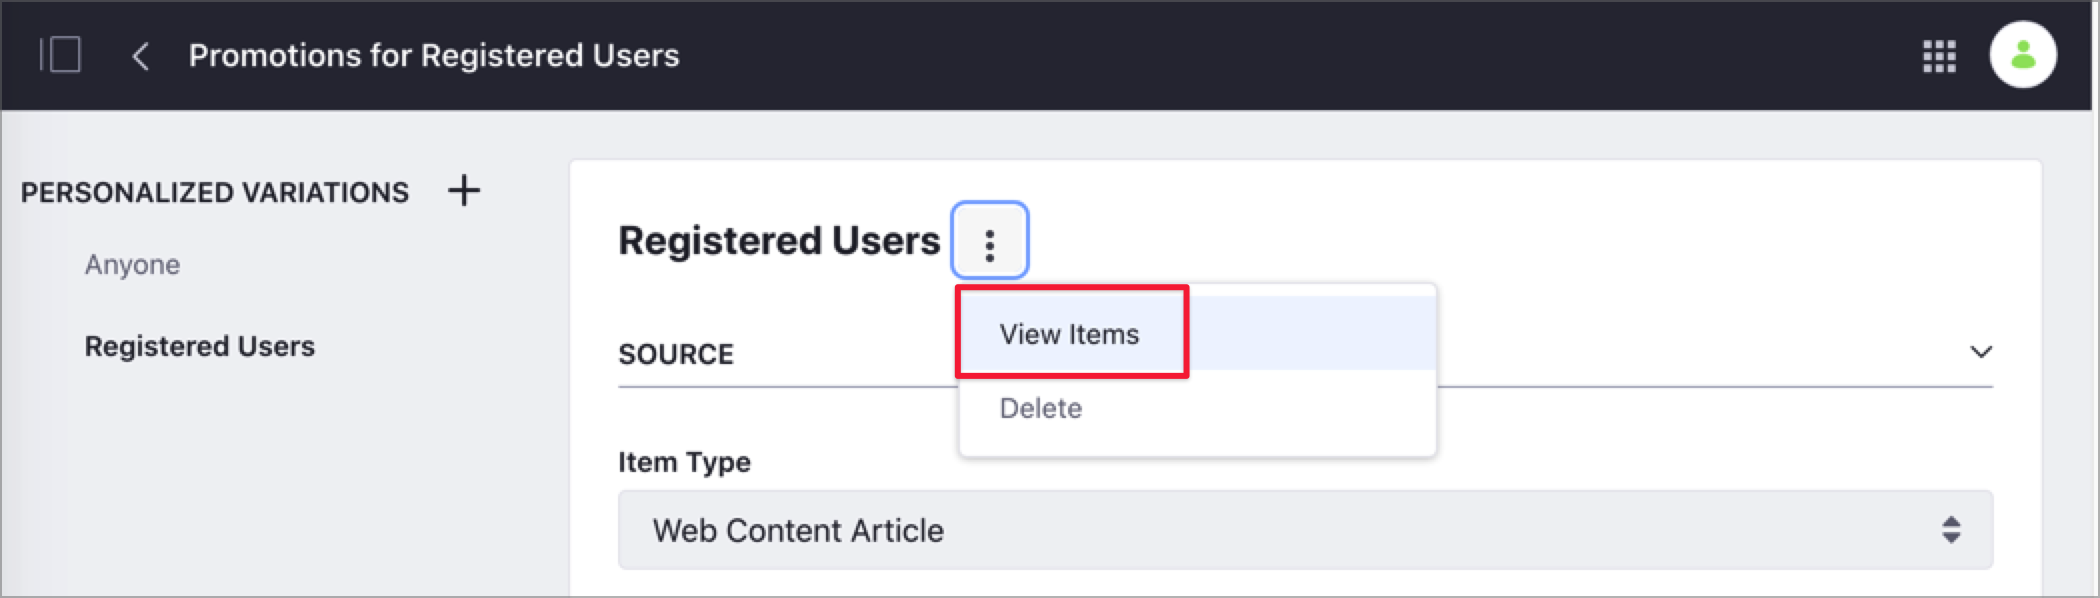 Promotions for Registered Users
PERSONALIZED VARIATIONS
Anyone
Registered Users
Registered Users
View Items
Delete
SOURCE
Item Type
Web Content Article